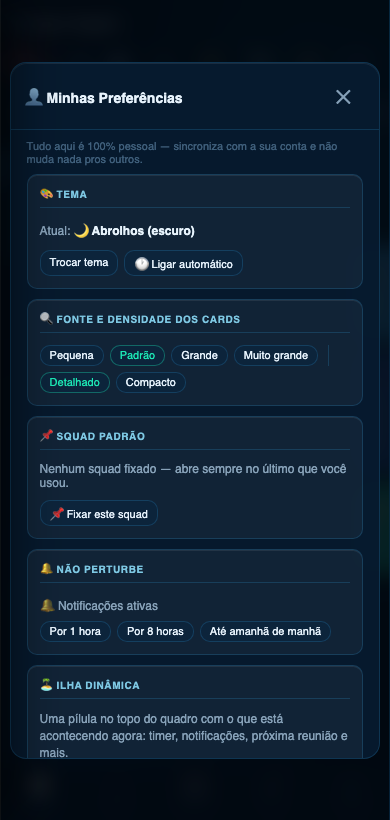 Minhas Preferências
Tudo aqui é 100% pessoal — sincroniza com a sua conta e não
muda nada pros outros.
TEMA
Atual: 🌙 Abrolhos (escuro)
Trocar tema
🕐 Ligar automático
FONTE E DENSIDADE DOS CARDS
Pequena
Padrão
Grande
Muito grande
Detalhado
Compacto
SQUAD PADRÃO
Nenhum squad fixado — abre sempre no último que você
usou.
📌 Fixar este squad
NÃO PERTURBE
🔔 Notificações ativas
Por 1 hora
Por 8 horas
Até amanhã de manhã
ILHA DINÂMICA
Uma pílula no topo do quadro com o que está
acontecendo agora: timer, notificações, próxima reunião e
mais.